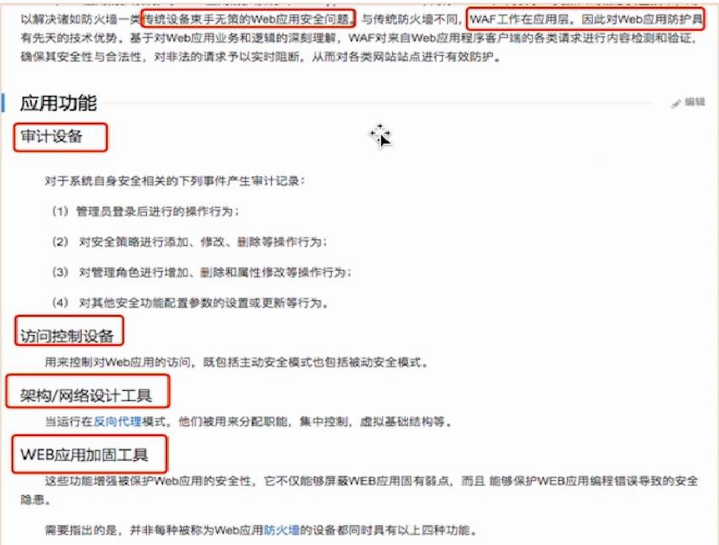 以解决诸如防火墙一类传统设备束手无策的Web应用安全问题。与传统防火墙不同，WAF工作在应用层。因此对Web应用防护具
有先天的技术优势。基于对Web应用业务和逻辑的深刻理解，WAF对来自Web应用程序客户端的各类请求进行内容检测和验证，
确保其安全性与合法性，对非法的请求予以实时阻断，从而对各类网站站点进行有效防护。
应用功能
编辑
审计设备
对于系统自身安全相关的下列事件产生审计记录：
（1）管理员登录后进行的操作行为；
（2） 对安全策略进行添加、修改、删除等操作行为；
（3） 对管理角色进行增加、删除和属性修改等操作行为；
（4） 对其他安全功能配置参数的设置或更新等行为。
访问控制设备
用来控制对Web应用的访问，既包括主动安全模式也包括被动安全模式。
架构/网络设计工具
当运行在反向代理模式，他们被用来分配职能，集中控制，虚拟基础结构等。
WEB应用加固工具
这些功能增强被保护Web应用的安全性，它不仅能够屏蔽WEB应用固有弱点，而且 能够保护WEB应用编程错误导致的安全
隐患。
需要指出的是，并非每种被称为Web应用防火墙的设备都同时具有以上四种功能。